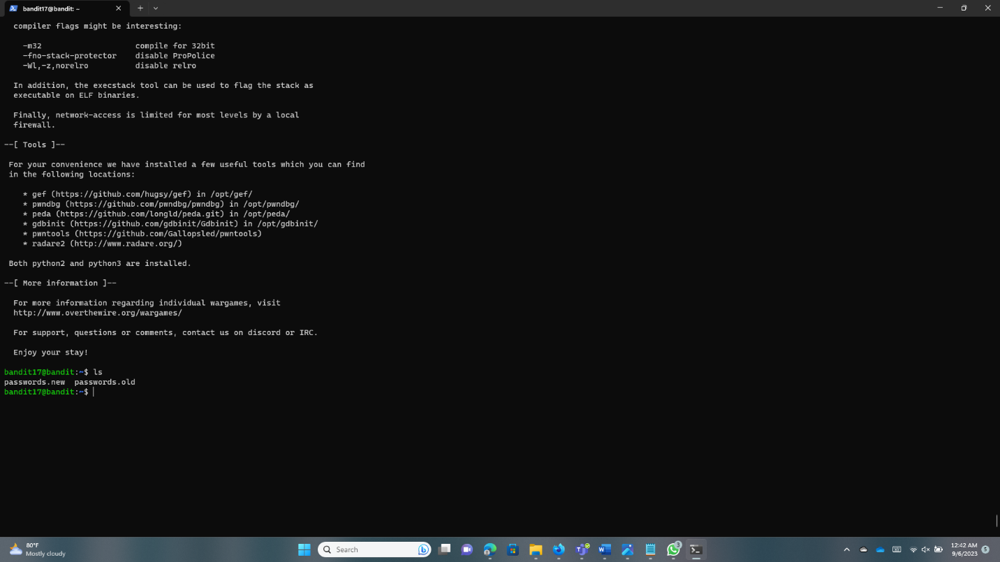 bandit17@bandit: ~
compiler flags might be interesting:
-m32                    compile for 32bit
-fno-stack-protector    disable ProPolice
-Wl,-z,norelro          disable relro
In addition, the execstack tool can be used to flag the stack as
executable on ELF binaries.
Finally, network-access is limited for most levels by a local
firewall.
--[ Tools ]--
For your convenience we have installed a few useful tools which you can find
in the following locations:
* gef (https://github.com/hugsy/gef) in /opt/gef/
* pwndbg (https://github.com/pwndbg/pwndbg) in /opt/pwndbg/
* peda (https://github.com/longld/peda.git) in /opt/peda/
* gdbinit (https://github.com/gdbinit/Gdbinit) in /opt/gdbinit/
* pwntools (https://github.com/Gallopsled/pwntools)
* radare2 (http://www.radare.org/)
Both python2 and python3 are installed.
--[ More information ]--
For more information regarding individual wargames, visit
http://www.overthewire.org/wargames/
For support, questions or comments, contact us on discord or IRC.
Enjoy your stay!
bandit17@bandit:~$ ls
passwords.new  passwords.old
bandit17@bandit:~$
80°F
Mostly cloudy
Search
3
12:42 AM
9/6/2023
5